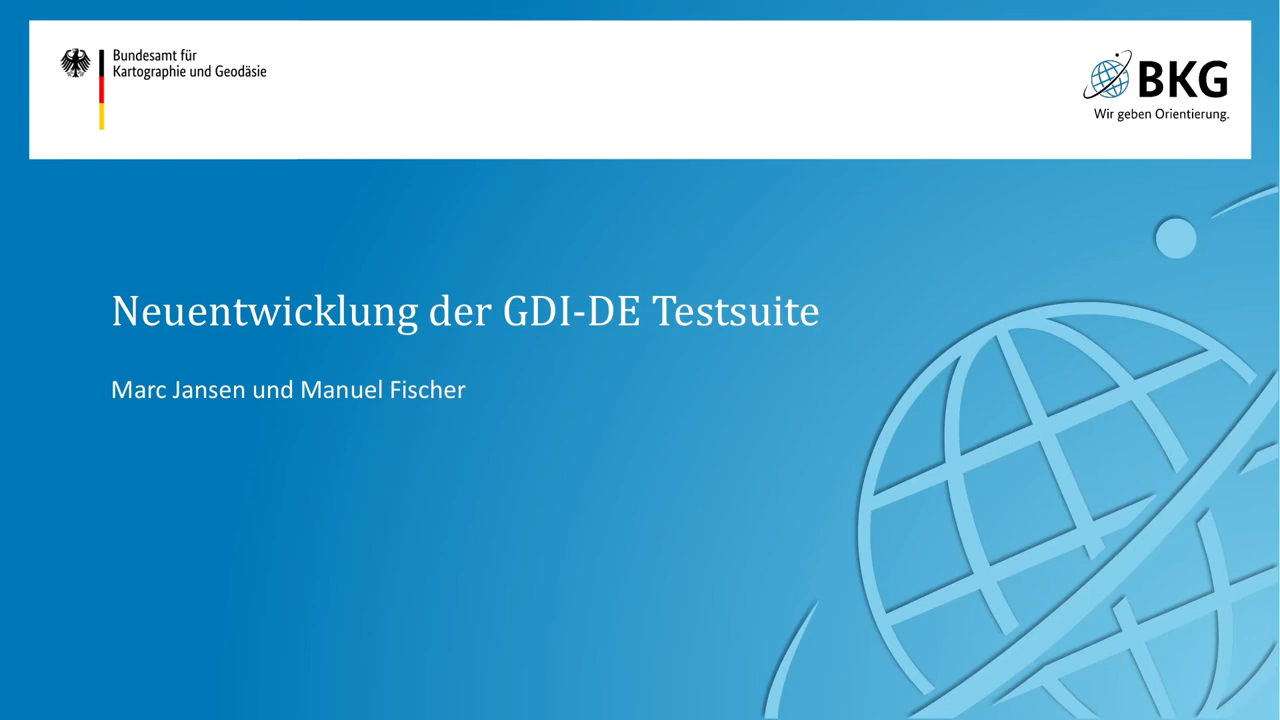 Bundesamt für
Kartographie und Geodäsie
BKG
Wir geben Orientierung.
Neuentwicklung der GDI-DE Testsuite
Marc Jansen und Manuel Fischer